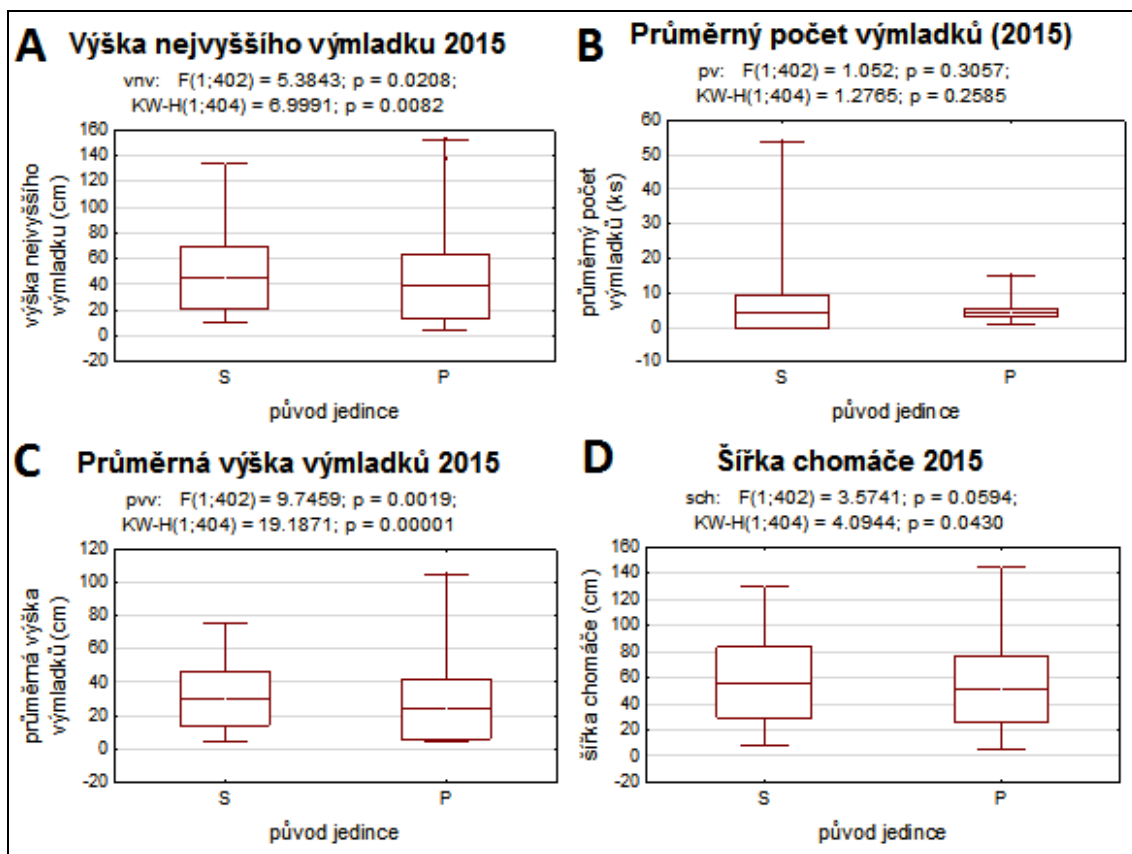 A Výška nejvyššího výmladku 2015
vnv: F(1;402) = 5.3843; p = 0.0208;
KW-H(1;404) = 6.9991; p = 0.0082
160
140
120
100
80
60
40
20
0
-20
výška nejvyššího
výmladku (cm)
S P
původ jedince
B Průměrný počet výmladků (2015)
pv: F(1;402) = 1.052; p = 0.3057;
KW-H(1;404) = 1.2765; p = 0.2585
60
50
40
30
20
10
0
-10
průměrný počet
výmladků (ks)
S P
původ jedince
C Průměrná výška výmladků 2015
pvv: F(1;402) = 9.7459; p = 0.0019;
KW-H(1;404) = 19.1871; p = 0.00001
120
100
80
60
40
20
0
-20
průměrná výška
výmladků (cm)
S P
původ jedince
D Šířka chomáče 2015
sch: F(1;402) = 3.5741; p = 0.0594;
KW-H(1;404) = 4.0944; p = 0.0430
160
140
120
100
80
60
40
20
0
-20
šířka chomáče (cm)
S P
původ jedince